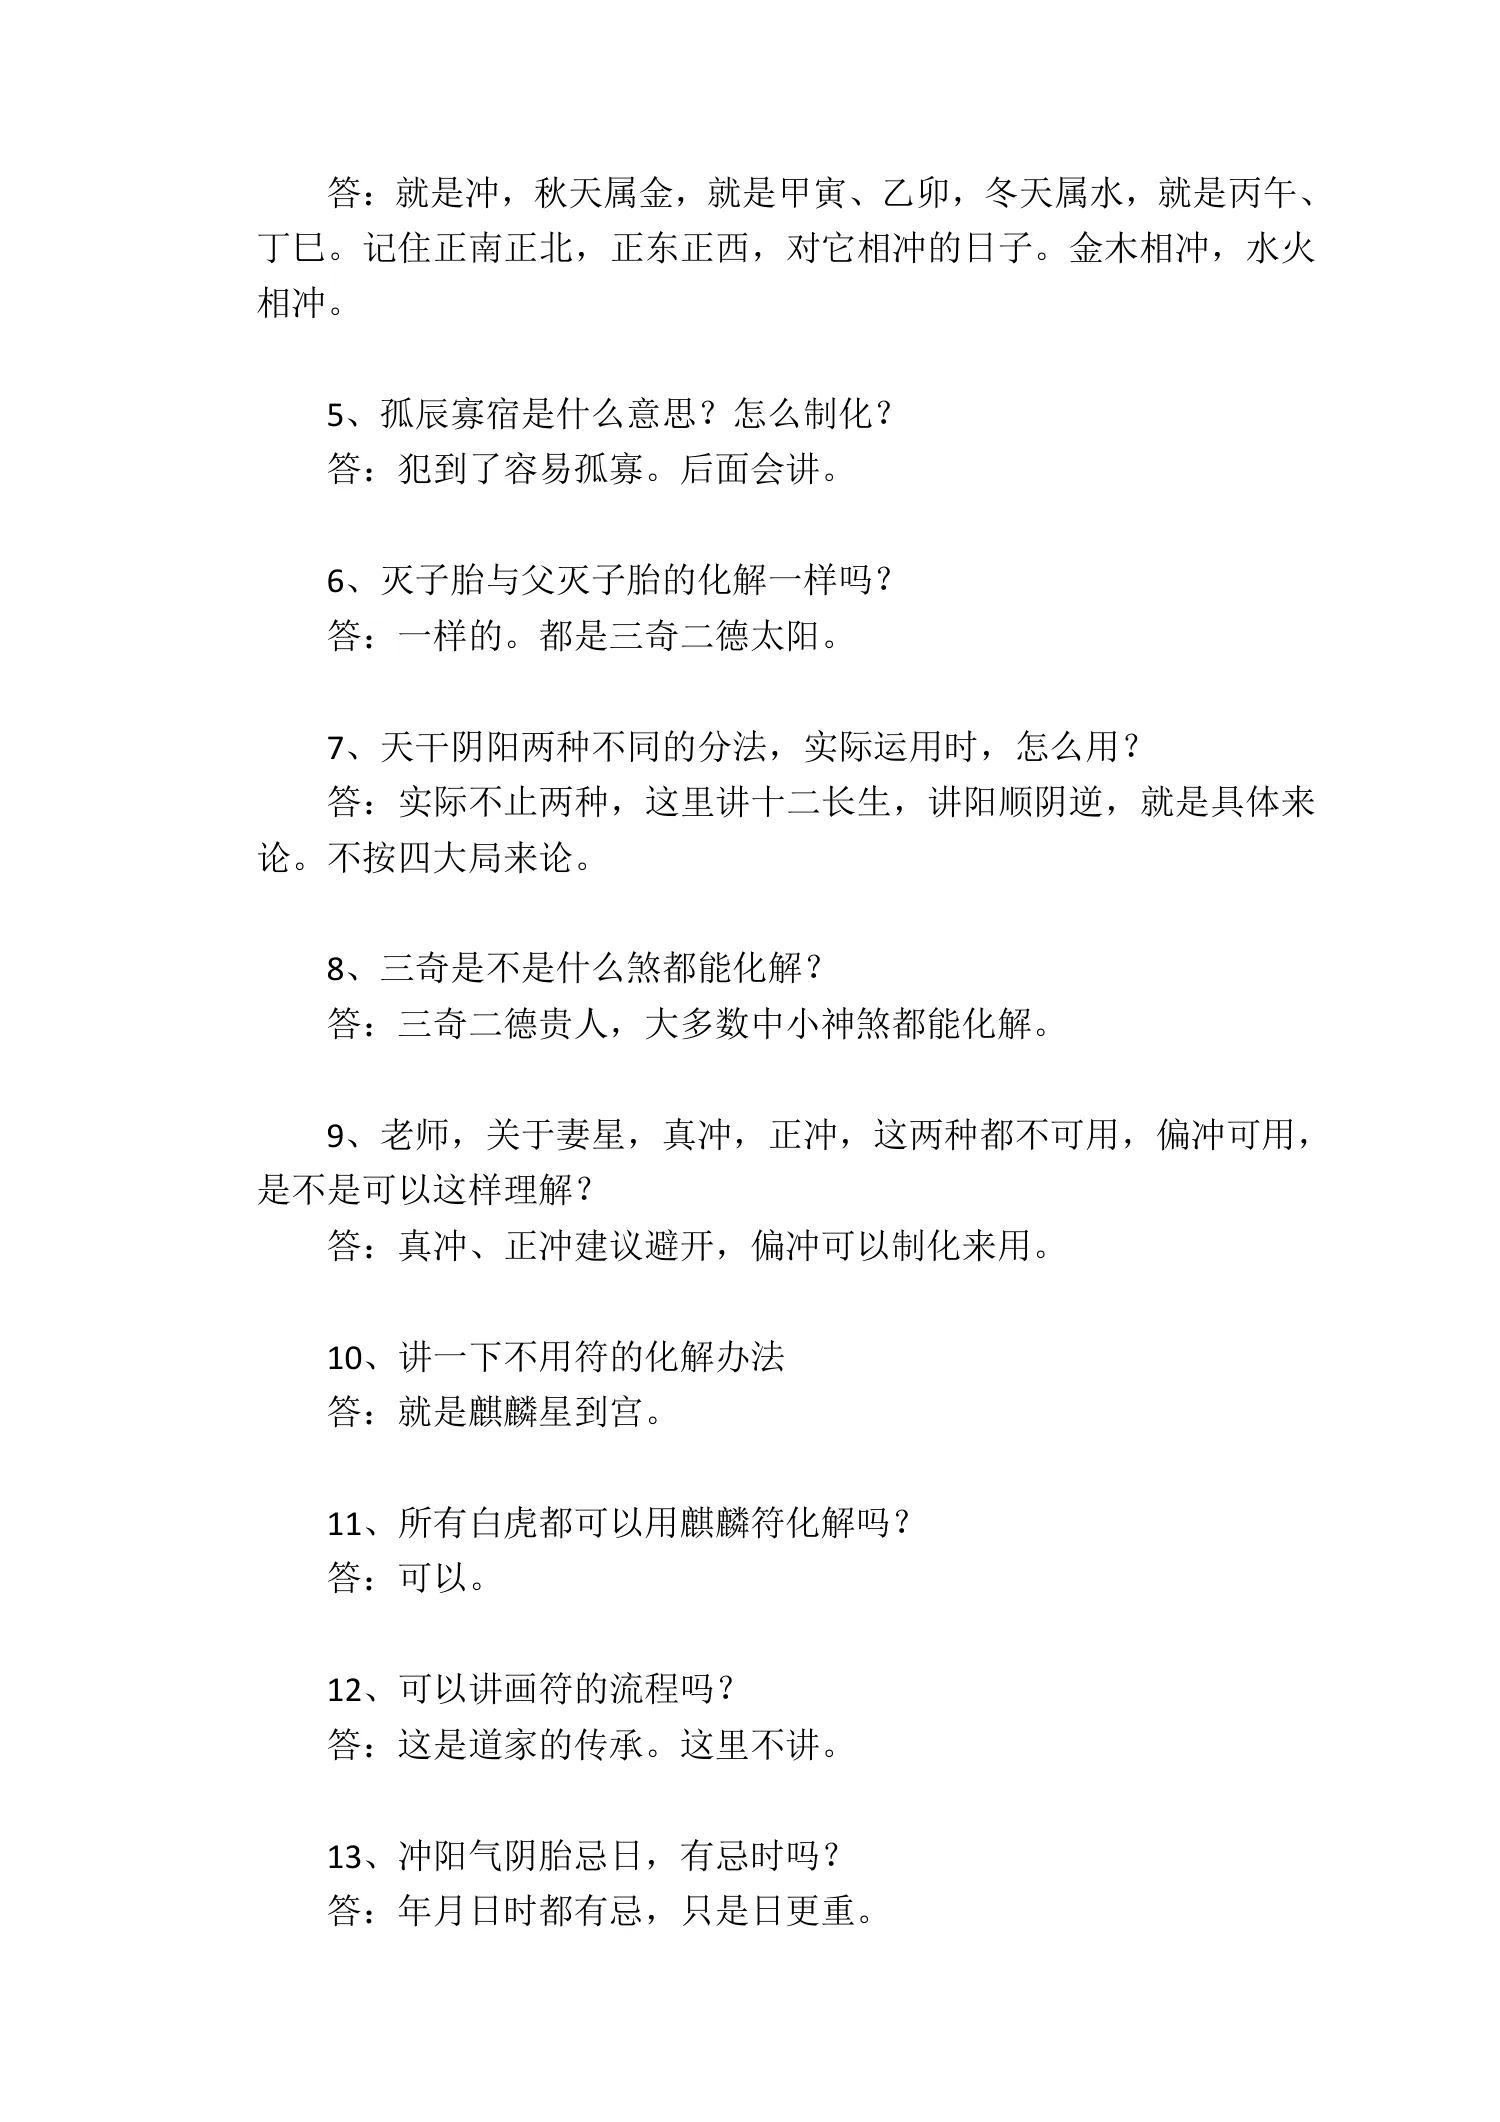 答：就是冲，秋天属金，就是甲寅、乙卯，冬天属水，就是丙午、
丁巳。记住正南正北，正东正西，对它相冲的日子。金木相冲，水火
相冲。
5、孤辰寡宿是什么意思？怎么制化？
答：犯到了容易孤寡。后面会讲。
6、灭子胎与父灭子胎的化解一样吗？
答：一样的。都是三奇二德太阳。
7、天干阴阳两种不同的分法，实际运用时，怎么用？
答：实际不止两种，这里讲十二长生，讲阳顺阴逆，就是具体来
论。不按四大局来论。
8、三奇是不是什么煞都能化解？
答：三奇二德贵人，大多数中小神煞都能化解。
9、老师，关于妻星，真冲，正冲，这两种都不可用，偏冲可用，
是不是可以这样理解？
答：真冲、正冲建议避开，偏冲可以制化来用。
10、讲一下不用符的化解办法
答：就是麒麟星到宫。
11、所有白虎都可以用麒麟符化解吗？
答：可以。
12、可以讲画符的流程吗？
答：这是道家的传承。这里不讲。
13、冲阳气阴胎忌日，有忌时吗？
答：年月日时都有忌，只是日更重。